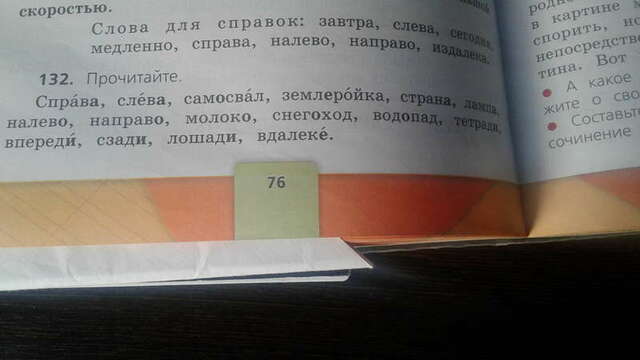 скоростью.
Слова для справок: завтра, слева, сегодня,
медленно, справа, налево, направо, издалека.
132. Прочитайте.
Спра́ва, сле́ва, самосва́л, землеро́йка, страна, лампа,
налево, направо, молоко, снегоход, водопад, тетради,
впереди́, сзади, лошади, вдалеке́.
76
в картине
спорить,
непосредств
тина. Вот
● А какое
жите о сво
● Составьте
сочинение